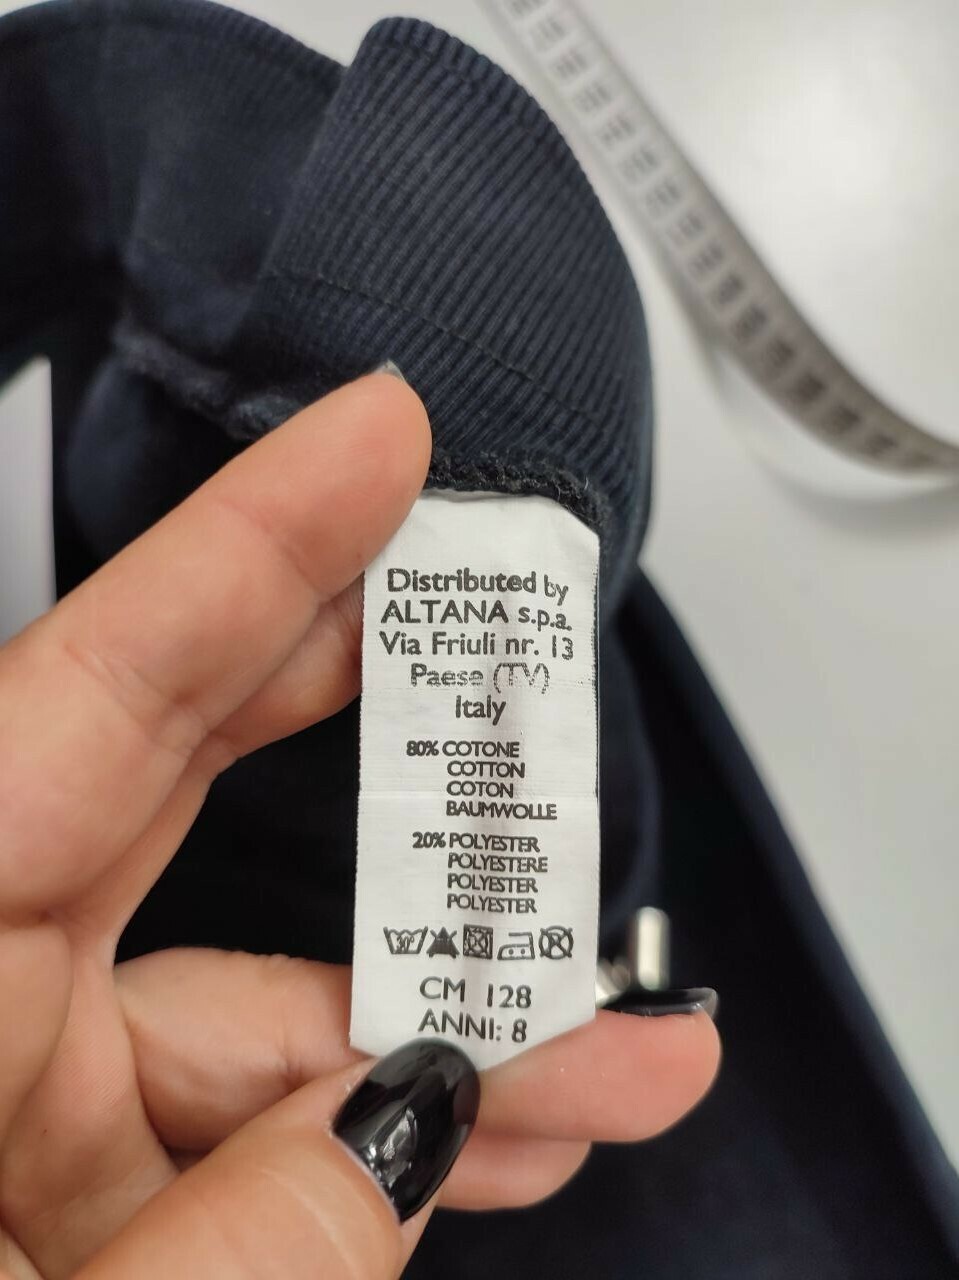 Distributed by
ALTANA s.p.a.
Via Friuli nr. 13
Paese (TV)
Italy
80% COTONE
COTTON
COTON
BAUMWOLLE
20% POLYESTER
POLYESTERE
POLYESTER
POLYESTER
30°
CM 128
ANNI: 8